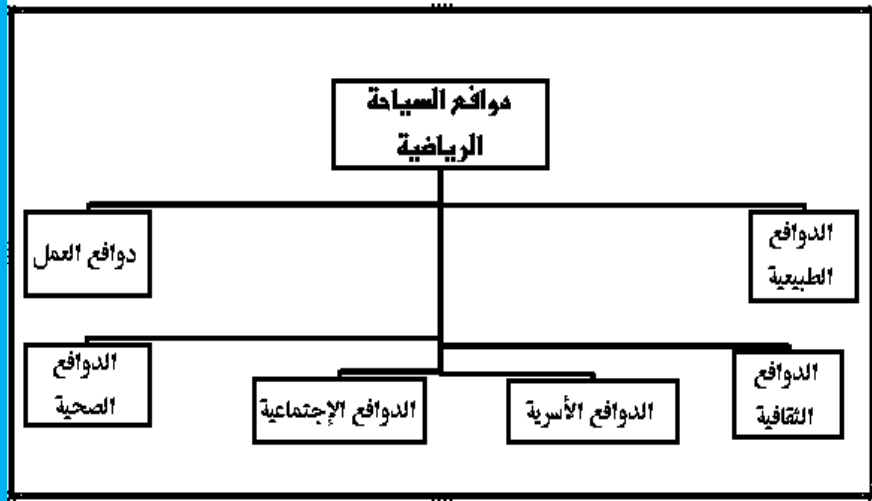 دوافع السياحة
الرياضية
الدوافع
الطبيعية
دوافع العمل
الدوافع
الثقافية
الدوافع الأسرية
الدوافع الإجتماعية
الدوافع
الصحية